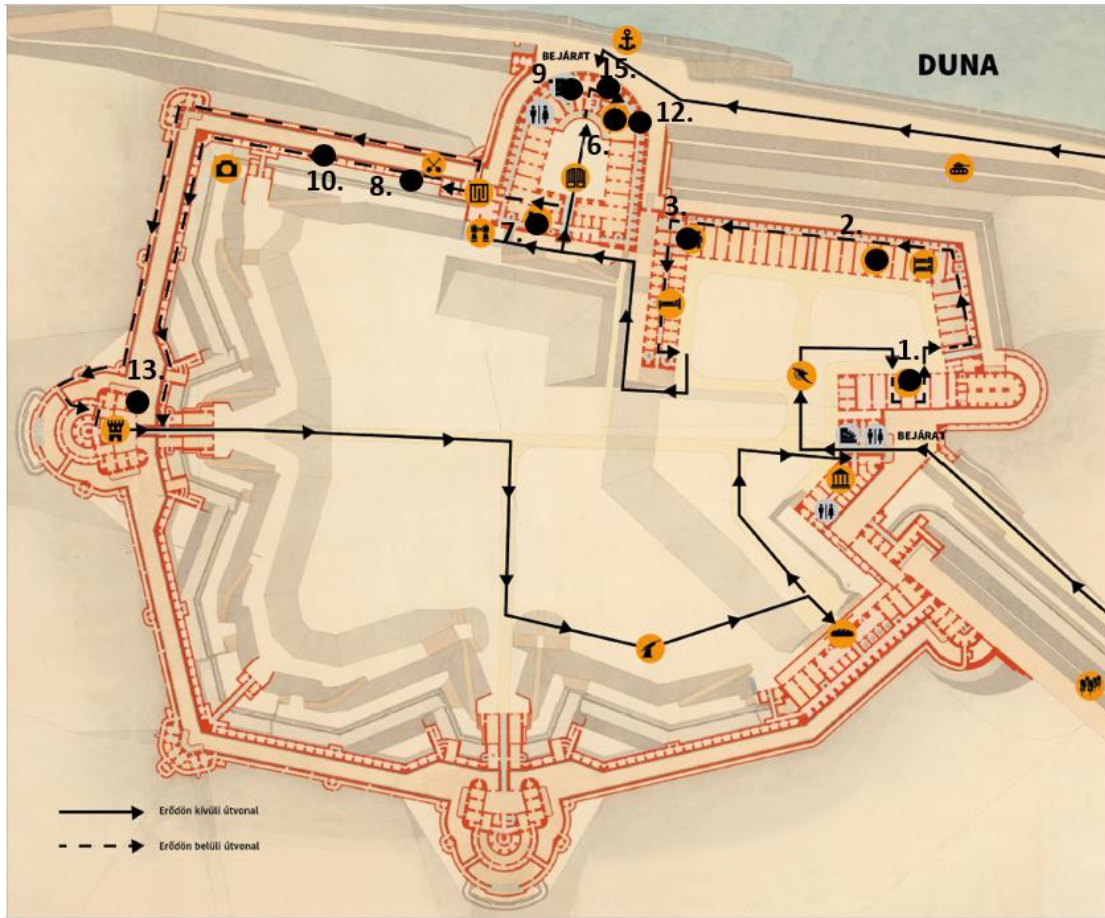 BEJÁRAT
DUNA
9.
15.
12.
6.
10.
8.
7.
3.
2.
13.
1.
BEJÁRAT
Erődön kívüli útvonal
Erődön belüli útvonal